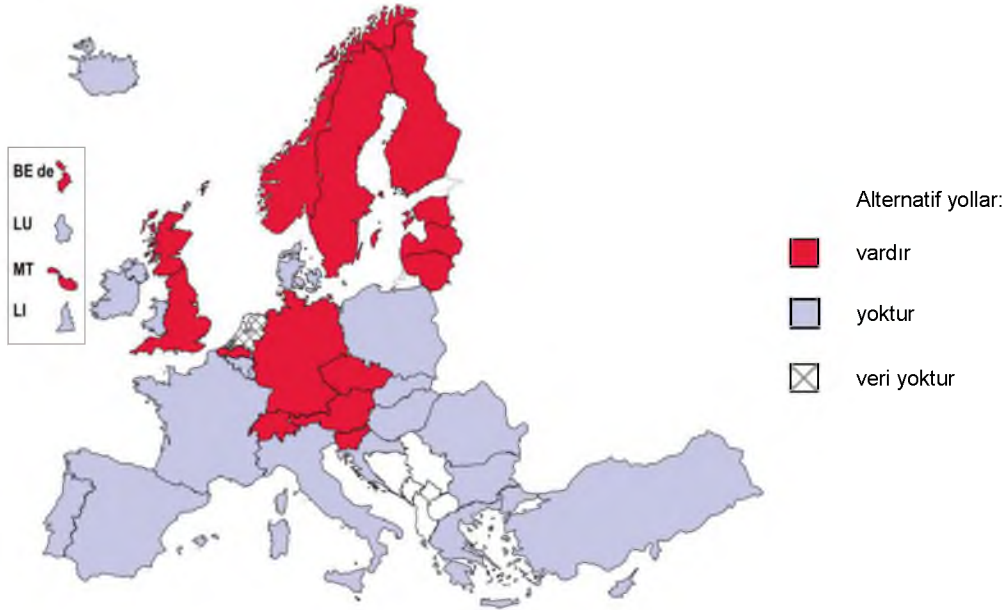 BE de
LU
MT
LI
Alternatif yollar:
vardır
yoktur
veri yoktur